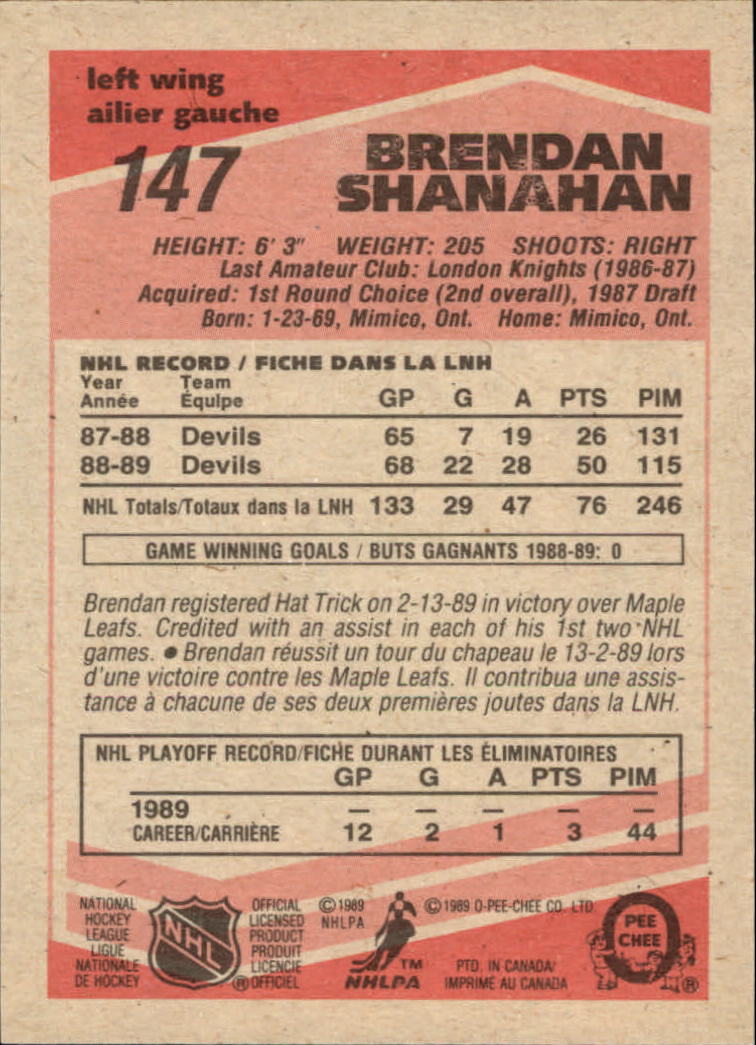 left wing
ailier gauche
147
BRENDAN
SHANAHAN
HEIGHT: 6' 3" WEIGHT: 205 SHOOTS: RIGHT
Last Amateur Club: London Knights (1986-87)
Acquired: 1st Round Choice (2nd overall), 1987 Draft
Born: 1-23-69, Mimico, Ont. Home: Mimico, Ont.
NHL RECORD / FICHE DANS LA LNH
Year Team
Année Équipe GP G A PTS PIM
87-88 Devils 65 7 19 26 131
88-89 Devils 68 22 28 50 115
NHL Totals/Totaux dans la LNH 133 29 47 76 246
GAME WINNING GOALS / BUTS GAGNANTS 1988-89: 0
Brendan registered Hat Trick on 2-13-89 in victory over Maple
Leafs. Credited with an assist in each of his 1st two NHL
games. ● Brendan réussit un tour du chapeau le 13-2-89 lors
d'une victoire contre les Maple Leafs. Il contribua une assis-
tance à chacune de ses deux premières joutes dans la LNH.
NHL PLAYOFF RECORD/FICHE DURANT LES ÉLIMINATOIRES
GP G A PTS PIM
1989 — — — — —
CAREER/CARRIÈRE 12 2 1 3 44
NATIONAL
HOCKEY
LEAGUE
LIGUE
NATIONALE
DE HOCKEY
NHL
®
OFFICIAL
LICENSED
PRODUCT
PRODUIT
LICENCIE
OFFICIEL
©1989
NHLPA
TM
NHLPA
©1989 O-PEE-CHEE CO. LTD.
PTD. IN CANADA/
IMPRIMÉ AU CANADA
O
PEE
CHEE
®